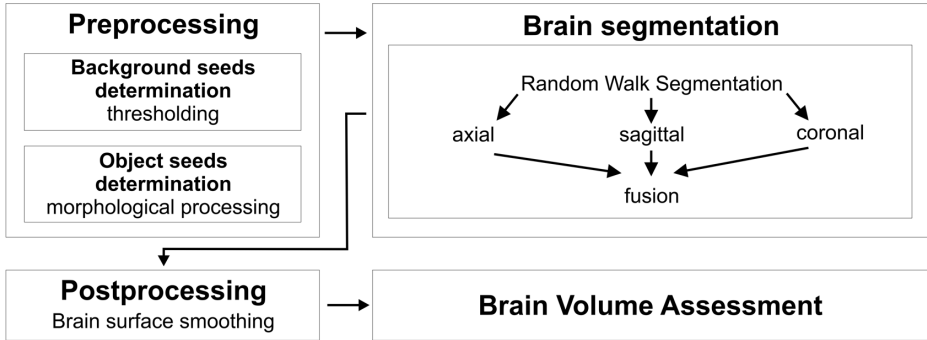 Preprocessing
Background seeds
determination
thresholding
Object seeds
determination
morphological processing
Brain segmentation
Random Walk Segmentation
axial
sagittal
coronal
fusion
Postprocessing
Brain surface smoothing
Brain Volume Assessment